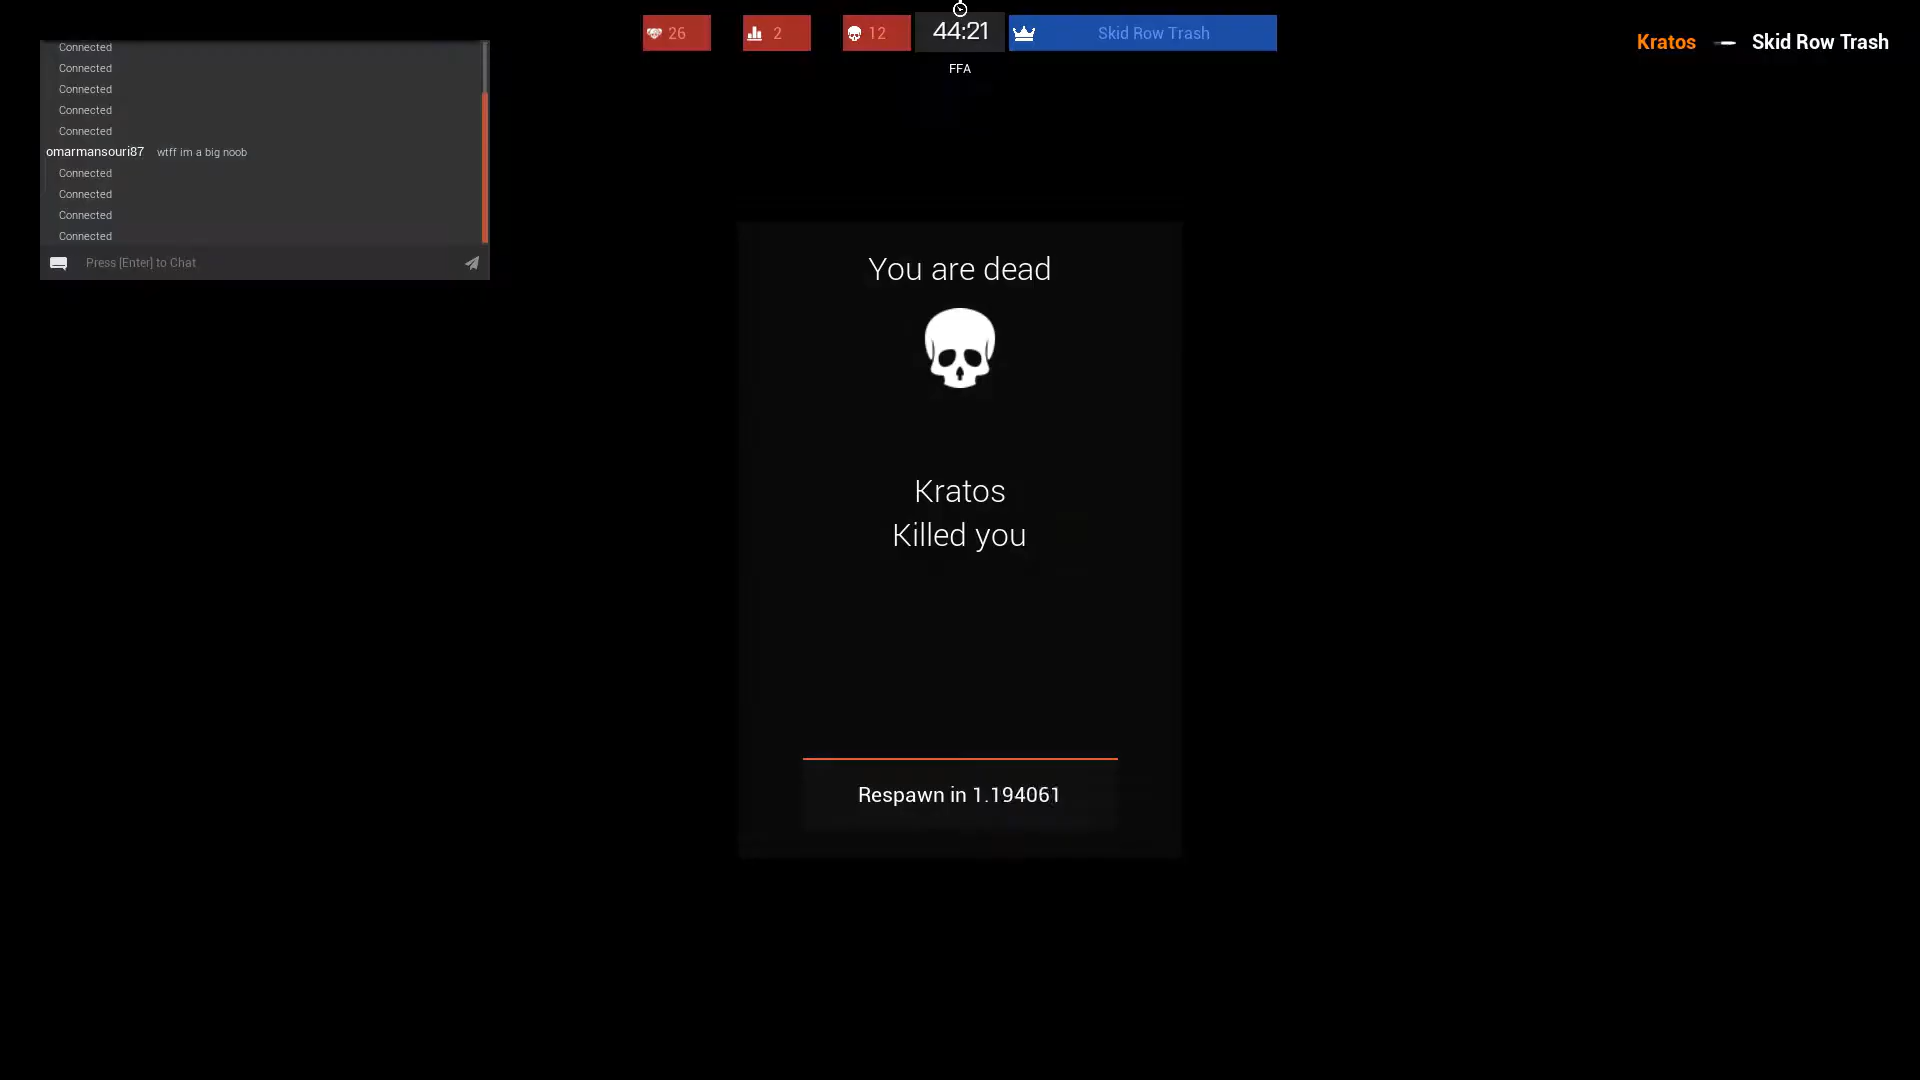 26
2
12
44:21
Skid Row Trash
FFA
Kratos Skid Row Trash
Connected
Connected
Connected
Connected
Connected
omarmansouri87 wtff im a big noob
Connected
Connected
Connected
Connected
Press [Enter] to Chat
You are dead
Kratos
Killed you
Respawn in 1.194061